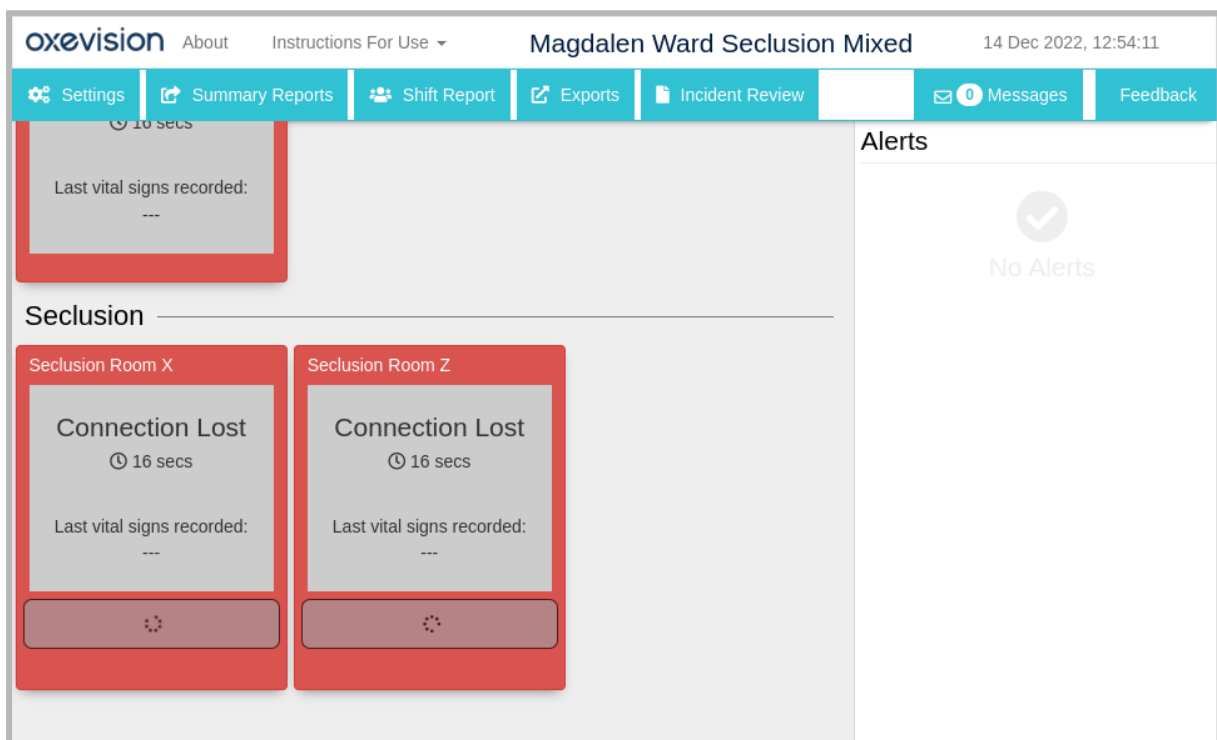 oxevision About Instructions For Use Magdalen Ward Seclusion Mixed 14 Dec 2022, 12:54:11
Settings Summary Reports Shift Report Exports Incident Review 0 Messages Feedback
16 secs
Last vital signs recorded:
---
Alerts
No Alerts
Seclusion
Seclusion Room X
Connection Lost
16 secs
Last vital signs recorded:
---
Seclusion Room Z
Connection Lost
16 secs
Last vital signs recorded:
---